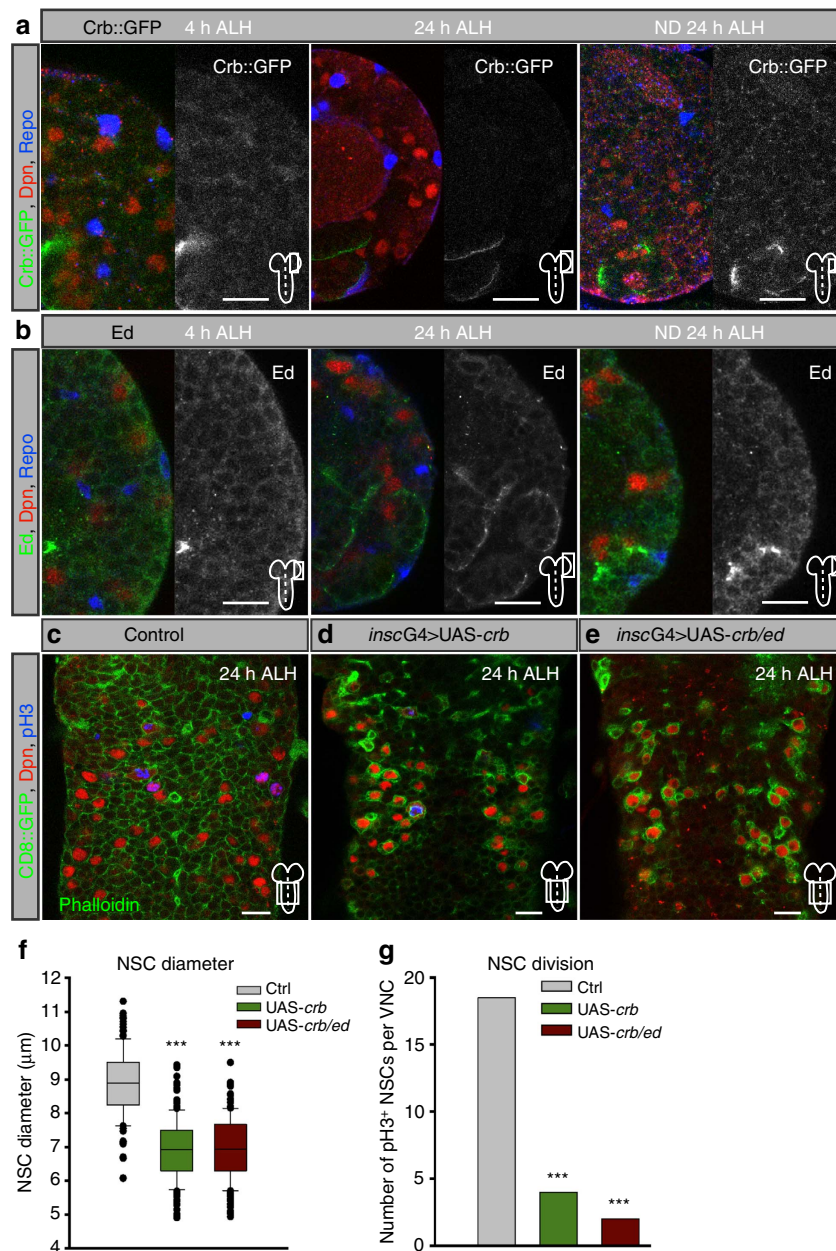 a
Crb::GFP 4 h ALH 24 h ALH ND 24 h ALH
Crb::GFP, Dpn, Repo
Crb::GFP Crb::GFP Crb::GFP
b
Ed 4 h ALH 24 h ALH ND 24 h ALH
Ed, Dpn, Repo
Ed Ed Ed
c Control d inscG4>UAS-crb e inscG4>UAS-crb/ed
CD8::GFP, Dpn, pH3
24 h ALH 24 h ALH 24 h ALH
Phalloidin
f
NSC diameter
Ctrl
UAS-crb
UAS-crb/ed
*** ***
NSC diameter (μm)
12
11
10
9
8
7
6
5
4
g
NSC division
Ctrl
UAS-crb
UAS-crb/ed
***
***
Number of pH3+ NSCs per VNC
20
15
10
5
0